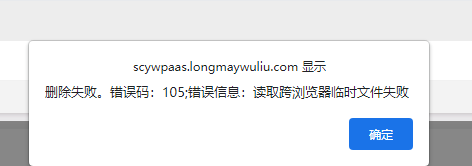 scywpaas.longmaywuliu.com 显示
删除失败。错误码：105;错误信息：读取跨浏览器临时文件失败
确定